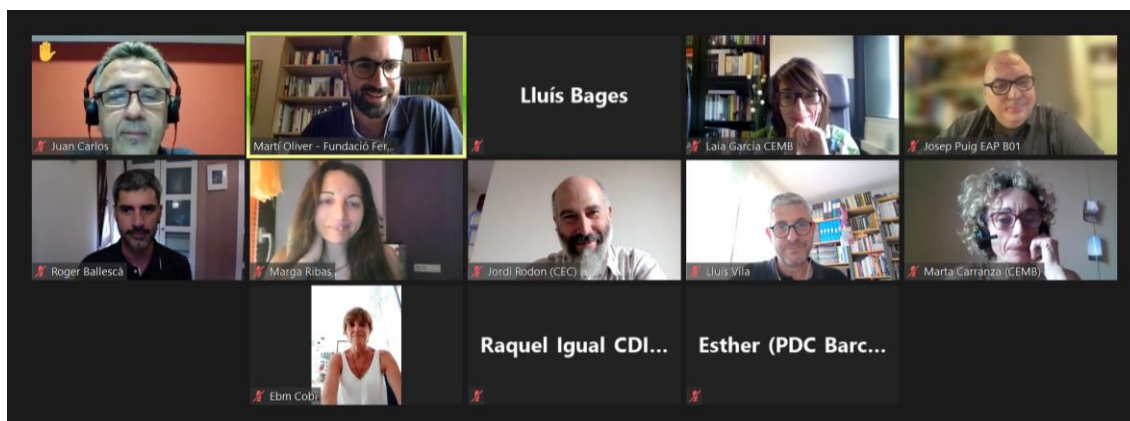 Juan Carlos
Martí Oliver - Fundació Fer...
Lluís Bages
Laia Garcia CEMB
Josep Puig EAP B01
Roger Ballescà
Marga Ribas
Jordi Rodon (CEC)
Lluís Vila
Marta Carranza (CEMB)
Ebm Cobi
Raquel Igual CDI...
Esther (PDC Barc...